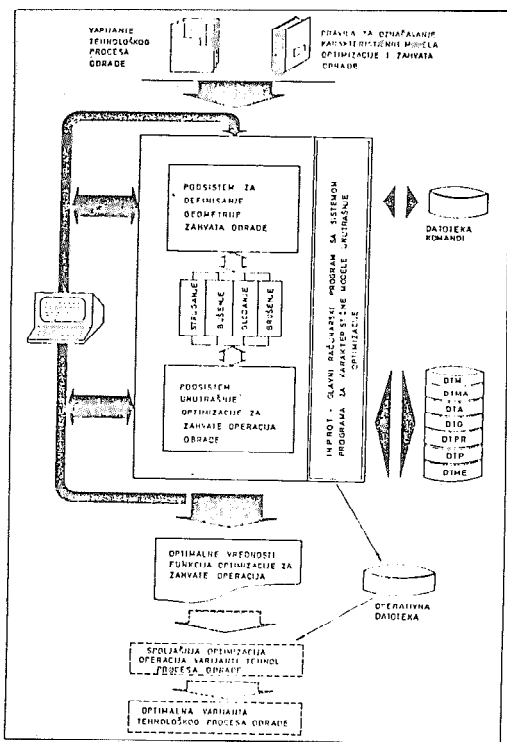 VARIJANTE
TEHNOLOŠKOG
PROCESA
OBRADE
PRAVILA ZA OZNAČAVANJE
KARAKTERISTIČNIH MODELA
OPTIMIZACIJE I ZAHVATA
OBRADE
PODSISTEM ZA
DEFINISANJE
GEOMETRIJE
ZAHVATA OBRADE
STRUGANJE
BUŠENJE
GLODANJE
BRUŠENJE
PODSISTEM
UNUTRAŠNJE
OPTIMIZACIJE ZA
ZAHVATE OPERACIJA
OBRADE
INPROT - GLAVNI RAČUNARSKI PROGRAM SA SISTEMOM
PROGRAMA ZA KARAKTERISTIČNE MODELE UNUTRAŠNJE
OPTIMIZACIJE
DATOTEKA
KOMANDI
DTM
DTMA
DTA
DTO
DTPR
DTP
DTME
OPTIMALNE VREDNOSTI
FUNKCIJA OPTIMIZACIJE ZA
ZAHVATE OPERACIJA
OPERATIVNA
DATOTEKA
SPOLJAŠNJA OPTIMIZACIJA
OPERACIJA VARIJANTI TEHNOL
PROCESA OBRADE
OPTIMALNA VARIJANTA
TEHNOLOŠKOG PROCESA OBRADE